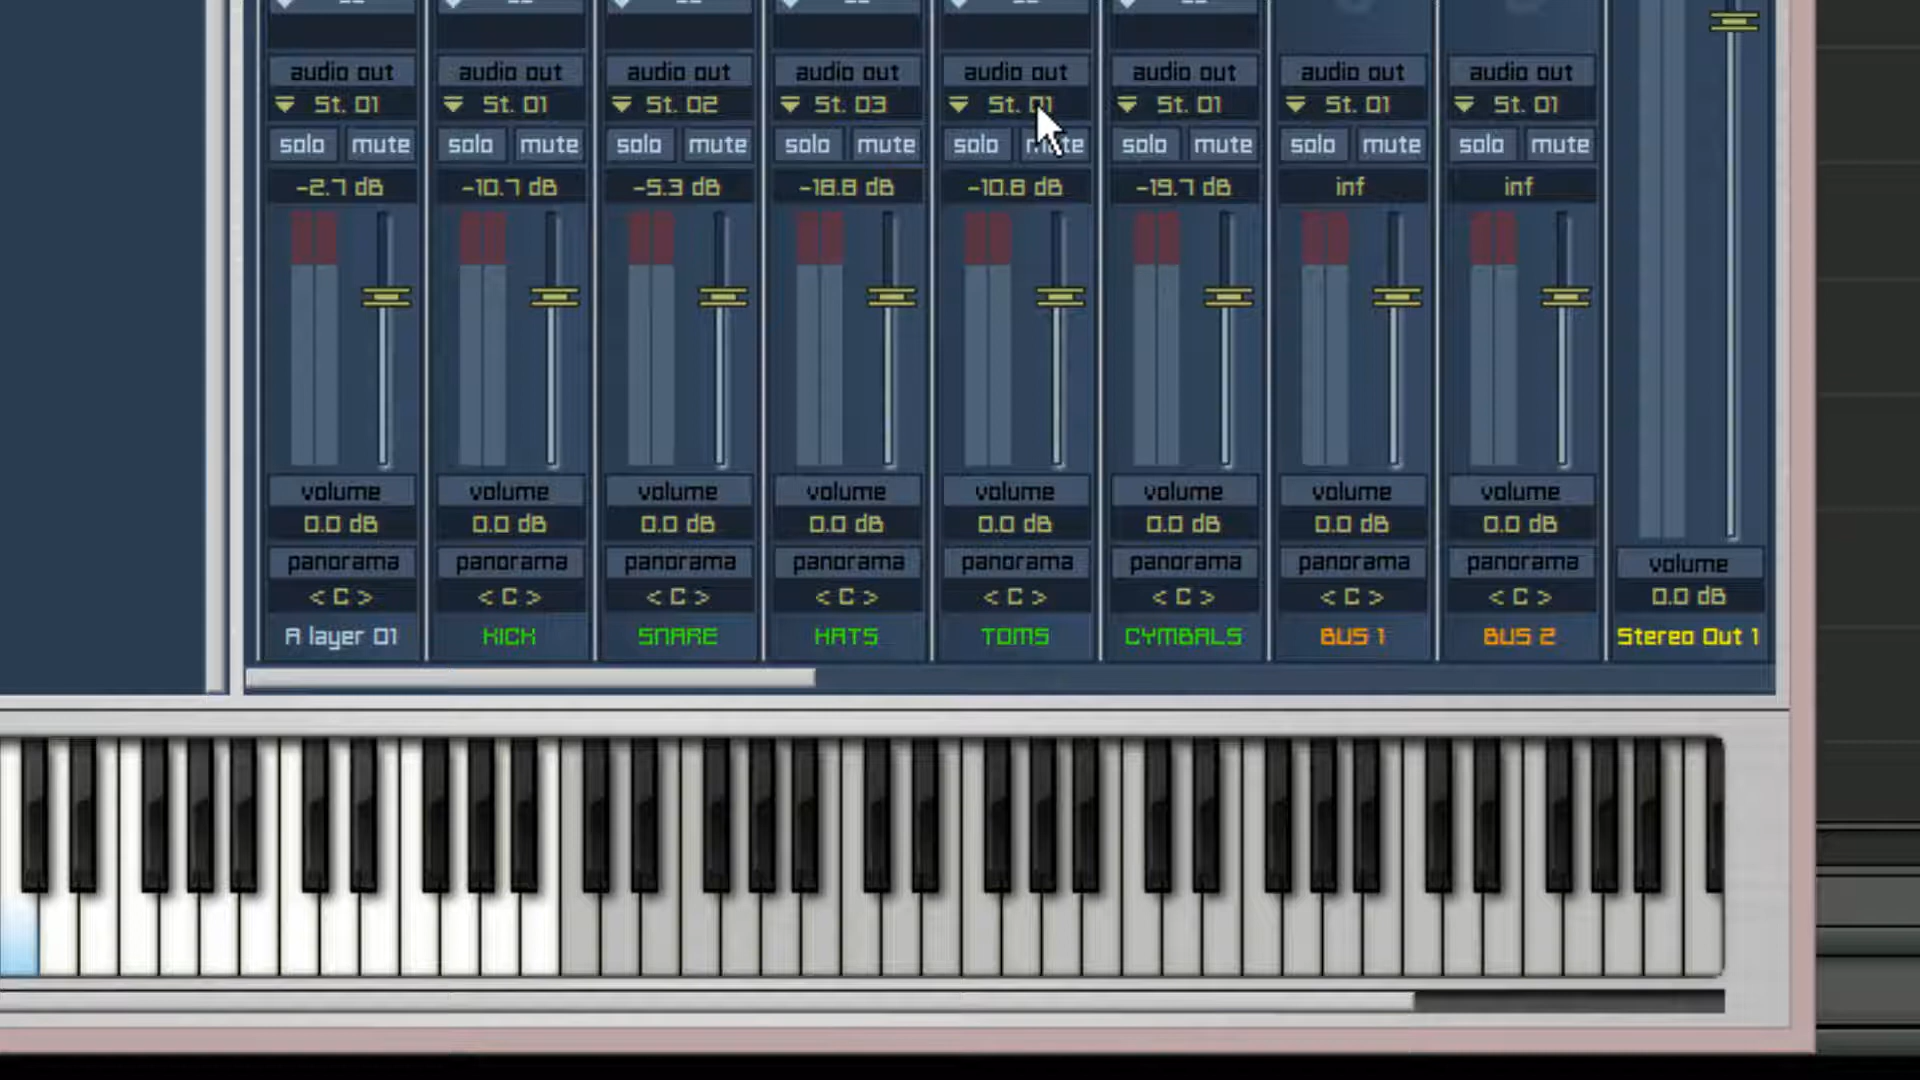 audio out audio out audio out audio out audio out audio out audio out audio out
St. 01 St. 01 St. 02 St. 03 St. 01 St. 01 St. 01 St. 01
solo mute solo mute solo mute solo mute solo mute solo mute solo mute solo mute
-2.7 dB -10.7 dB -5.3 dB -18.8 dB -10.8 dB -19.7 dB inf inf
volume volume volume volume volume volume volume volume
0.0 dB 0.0 dB 0.0 dB 0.0 dB 0.0 dB 0.0 dB 0.0 dB 0.0 dB
panorama panorama panorama panorama panorama panorama panorama panorama volume
< C > < C > < C > < C > < C > < C > < C > < C > 0.0 dB
A layer 01 KICK SNARE HATS TOMS CYMBALS BUS 1 BUS 2 Stereo Out 1